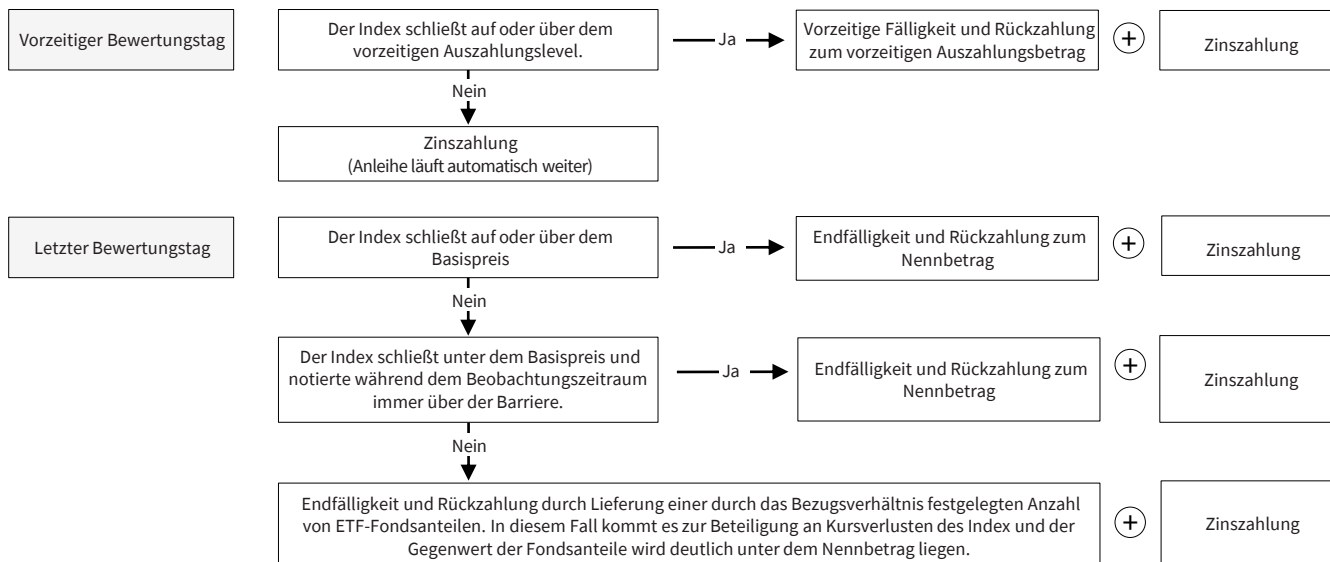 Vorzeitiger Bewertungstag
Der Index schließt auf oder über dem
vorzeitigen Auszahlungslevel.
Ja
Vorzeitige Fälligkeit und Rückzahlung
zum vorzeitigen Auszahlungsbetrag
+
Zinszahlung
Nein
Zinszahlung
(Anleihe läuft automatisch weiter)
Letzter Bewertungstag
Der Index schließt auf oder über dem
Basispreis
Ja
Endfälligkeit und Rückzahlung zum
Nennbetrag
+
Zinszahlung
Nein
Der Index schließt unter dem Basispreis und
notierte während dem Beobachtungszeitraum
immer über der Barriere.
Ja
Endfälligkeit und Rückzahlung zum
Nennbetrag
+
Zinszahlung
Nein
Endfälligkeit und Rückzahlung durch Lieferung einer durch das Bezugsverhältnis festgelegten Anzahl
von ETF-Fondsanteilen. In diesem Fall kommt es zur Beteiligung an Kursverlusten des Index und der
Gegenwert der Fondsanteile wird deutlich unter dem Nennbetrag liegen.
+
Zinszahlung